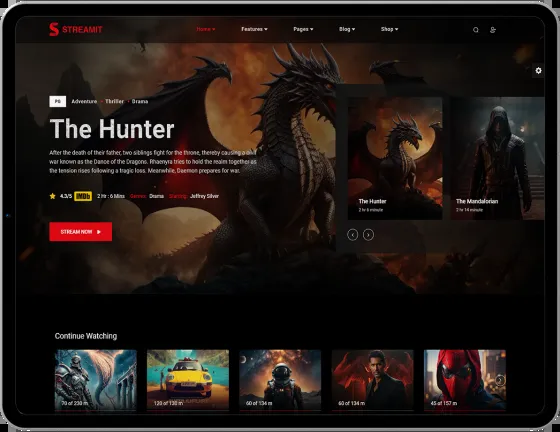 STREAMIT
Home
Features
Pages
Blog
Shop
PG Adventure · Thriller · Drama
The Hunter
After the death of their father, two siblings fight for the throne, thereby causing a civil
war known as the Dance of the Dragons. Rhaenyra tries to hold the realm together as
the tension rises following a tragic loss. Meanwhile, Daemon prepares for war.
4.3/5 IMDb 2 Hr : 6 Mins Genres: Drama Starring: Jeffrey Silver
STREAM NOW
The Hunter
2 hr 6 minute
The Mandalorian
2 hr 14 minute
Continue Watching
70 of 230 m
120 of 130 m
60 of 134 m
60 of 134 m
45 of 157 m